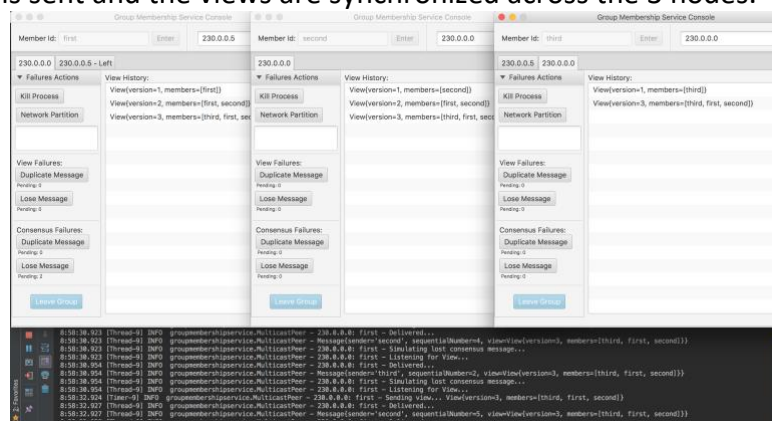 is sent and the views are synchronized across the 3 nodes.
Group Membership Service Console
Member Id: first Enter 230.0.0.5
230.0.0.0 230.0.0.5 - Left
Failures Actions
Kill Process
Network Partition
View Failures:
Duplicate Message
Pending: 0
Lose Message
Pending: 0
Consensus Failures:
Duplicate Message
Pending: 0
Lose Message
Pending: 2
Leave Group
View History:
View{version=1, members=[first]}
View{version=2, members=[first, second]}
View{version=3, members=[third, first, sec
Group Membership Service Console
Member Id: second Enter 230.0.0.0
230.0.0.0
Failures Actions
Kill Process
Network Partition
View Failures:
Duplicate Message
Pending: 0
Lose Message
Pending: 0
Consensus Failures:
Duplicate Message
Pending: 0
Lose Message
Pending: 0
Leave Group
View History:
View{version=1, members=[second]}
View{version=2, members=[first, second]}
View{version=3, members=[third, first, seco
Group Membership Service Console
Member Id: third Enter 230.0.0.0
230.0.0.5 230.0.0.0
Failures Actions
Kill Process
Network Partition
View Failures:
Duplicate Message
Pending: 0
Lose Message
Pending: 0
Consensus Failures:
Duplicate Message
Pending: 0
Lose Message
Pending: 0
Leave Group
View History:
View{version=1, members=[third]}
View{version=3, members=[third, first, second]}
2: Favorites
8:58:30.923 [Thread-9] INFO groupmembershipservice.MulticastPeer - 230.0.0.0: first - Delivered...
8:58:30.923 [Thread-9] INFO groupmembershipservice.MulticastPeer - Message{sender='second', sequentialNumber=4, view=View{version=3, members=[third, first, second]}}
8:58:30.923 [Thread-9] INFO groupmembershipservice.MulticastPeer - 230.0.0.0: first - Simulating lost consensus message...
8:58:30.923 [Thread-9] INFO groupmembershipservice.MulticastPeer - 230.0.0.0: first - Listening for View...
8:58:30.954 [Thread-9] INFO groupmembershipservice.MulticastPeer - 230.0.0.0: first - Delivered...
8:58:30.954 [Thread-9] INFO groupmembershipservice.MulticastPeer - Message{sender='third', sequentialNumber=2, view=View{version=3, members=[third, first, second]}}
8:58:30.954 [Thread-9] INFO groupmembershipservice.MulticastPeer - 230.0.0.0: first - Simulating lost consensus message...
8:58:30.954 [Thread-9] INFO groupmembershipservice.MulticastPeer - 230.0.0.0: first - Listening for View...
8:58:32.924 [Timer-9] INFO groupmembershipservice.MulticastPeer - 230.0.0.0: first - Sending view... View{version=3, members=[third, first, second]}
8:58:32.927 [Thread-9] INFO groupmembershipservice.MulticastPeer - 230.0.0.0: first - Delivered...
8:58:32.927 [Thread-9] INFO groupmembershipservice.MulticastPeer - Message{sender='second', sequentialNumber=5, view=View{version=3, members=[third, first, second]}}